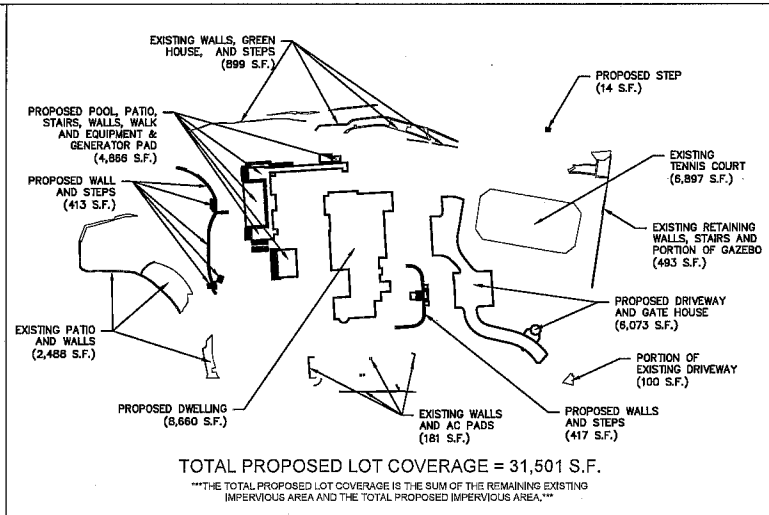 EXISTING WALLS, GREEN
HOUSE, AND STEPS
(899 S.F.)
PROPOSED STEP
(14 S.F.)
PROPOSED POOL, PATIO,
STAIRS, WALLS, WALK
AND EQUIPMENT &
GENERATOR PAD
(4,866 S.F.)
EXISTING
TENNIS COURT
(6,897 S.F.)
PROPOSED WALL
AND STEPS
(413 S.F.)
EXISTING RETAINING
WALLS, STAIRS AND
PORTION OF GAZEBO
(493 S.F.)
PROPOSED DRIVEWAY
AND GATE HOUSE
(6,073 S.F.)
EXISTING PATIO
AND WALLS
(2,488 S.F.)
PORTION OF
EXISTING DRIVEWAY
(100 S.F.)
PROPOSED DWELLING
(8,660 S.F.)
EXISTING WALLS
AND AC PADS
(181 S.F.)
PROPOSED WALLS
AND STEPS
(417 S.F.)
TOTAL PROPOSED LOT COVERAGE = 31,501 S.F.
***THE TOTAL PROPOSED LOT COVERAGE IS THE SUM OF THE REMAINING EXISTING
IMPERVIOUS AREA AND THE TOTAL PROPOSED IMPERVIOUS AREA.***